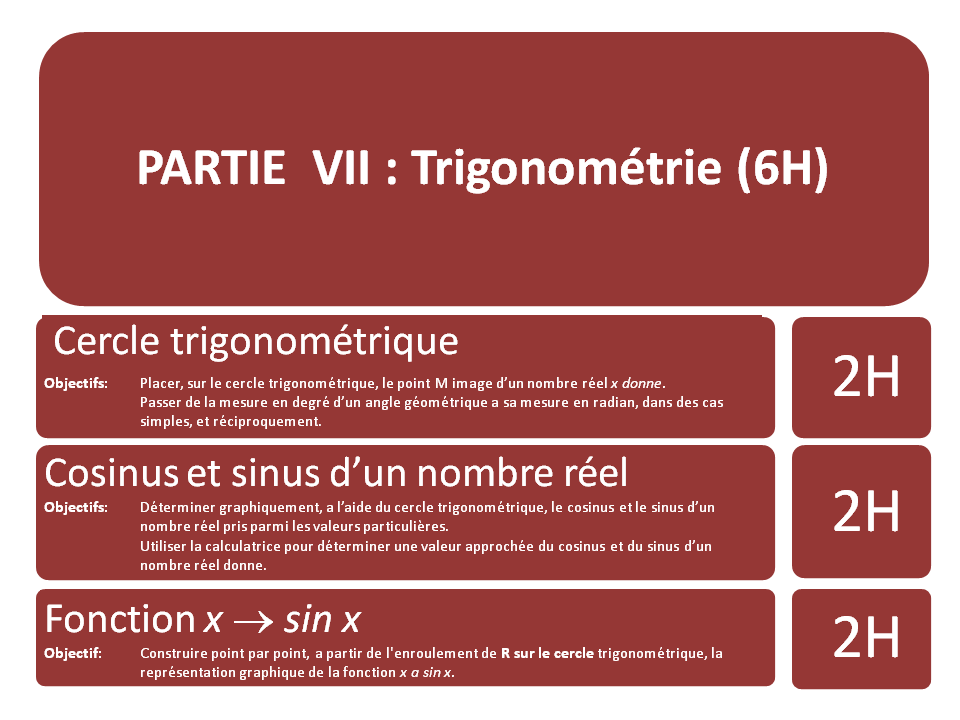 PARTIE VII : Trigonométrie (6H)
Cercle trigonométrique
Objectifs: Placer, sur le cercle trigonométrique, le point M image d’un nombre réel x donne.
Passer de la mesure en degré d’un angle géométrique a sa mesure en radian, dans des cas
simples, et réciproquement.
2H
Cosinus et sinus d’un nombre réel
Objectifs: Déterminer graphiquement, a l’aide du cercle trigonométrique, le cosinus et le sinus d’un
nombre réel pris parmi les valeurs particulières.
Utiliser la calculatrice pour déterminer une valeur approchée du cosinus et du sinus d’un
nombre réel donne.
2H
Fonction x → sin x
Objectif: Construire point par point, a partir de l'enroulement de R sur le cercle trigonométrique, la
représentation graphique de la fonction x a sin x.
2H